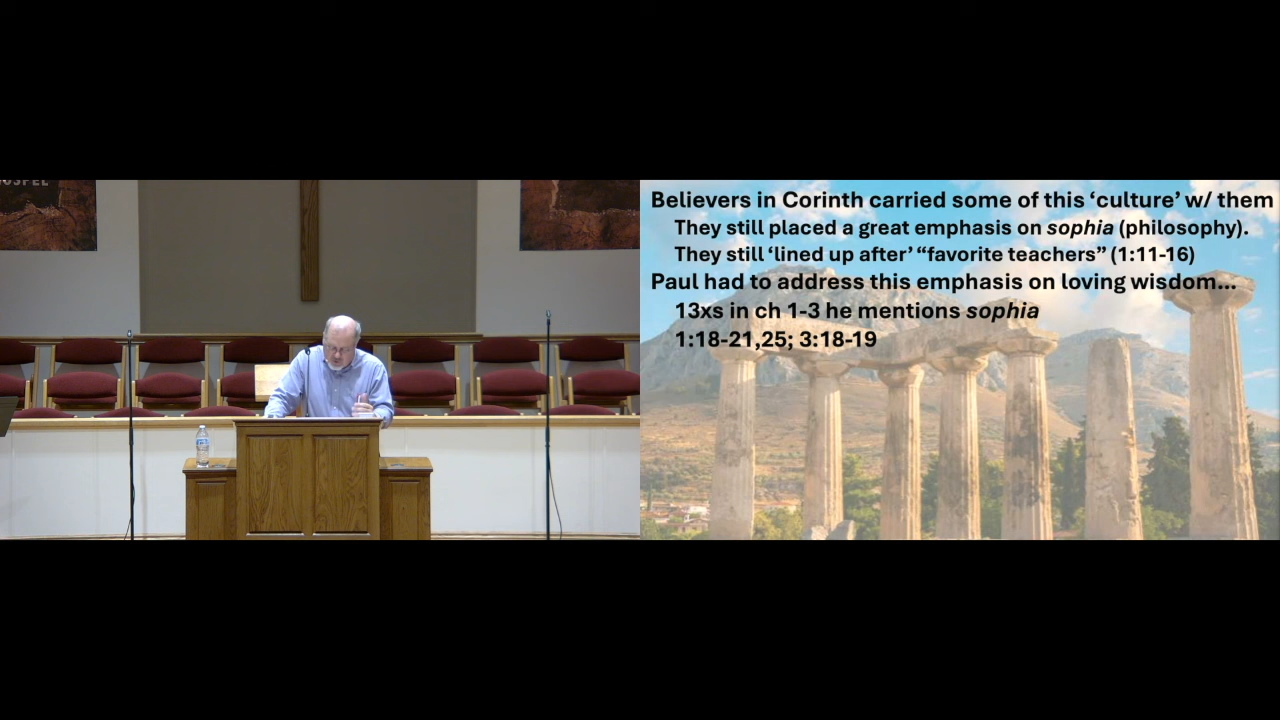 Believers in Corinth carried some of this ‘culture’ w/ them
They still placed a great emphasis on sophia (philosophy).
They still ‘lined up after’ “favorite teachers” (1:11-16)
Paul had to address this emphasis on loving wisdom...
13xs in ch 1-3 he mentions sophia
1:18-21,25; 3:18-19